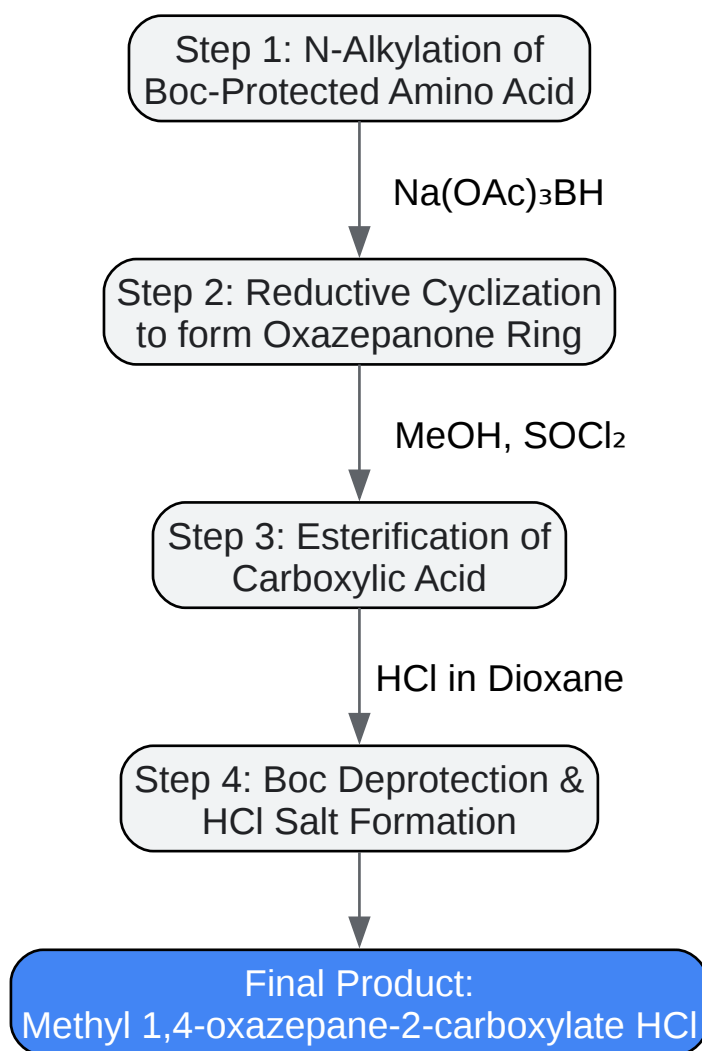 Step 1: N-Alkylation of
Boc-Protected Amino Acid
Na(OAc)₃BH
Step 2: Reductive Cyclization
to form Oxazepanone Ring
MeOH, SOCl₂
Step 3: Esterification of
Carboxylic Acid
HCl in Dioxane
Step 4: Boc Deprotection &
HCl Salt Formation
Final Product:
Methyl 1,4-oxazepane-2-carboxylate HCl